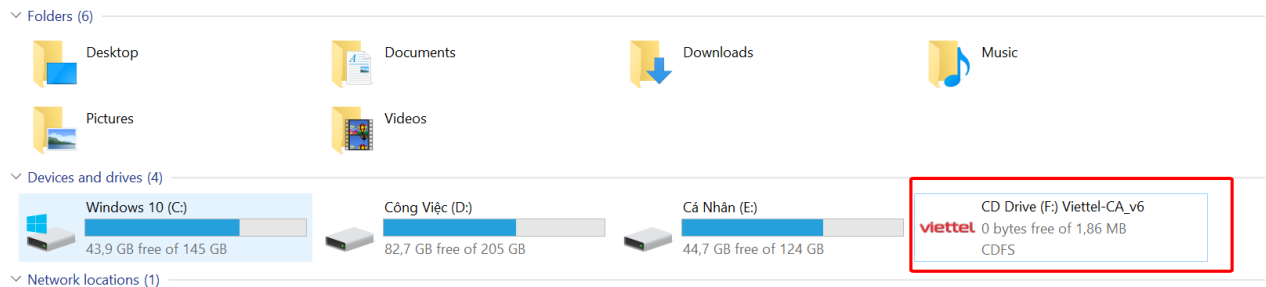 Folders (6)
Desktop
Documents
Downloads
Music
Pictures
Videos
Devices and drives (4)
Windows 10 (C:)
43,9 GB free of 145 GB
Công Việc (D:)
82,7 GB free of 205 GB
Cá Nhân (E:)
44,7 GB free of 124 GB
viettel
CD Drive (F:) Viettel-CA_v6
0 bytes free of 1,86 MB
CDFS
Network locations (1)